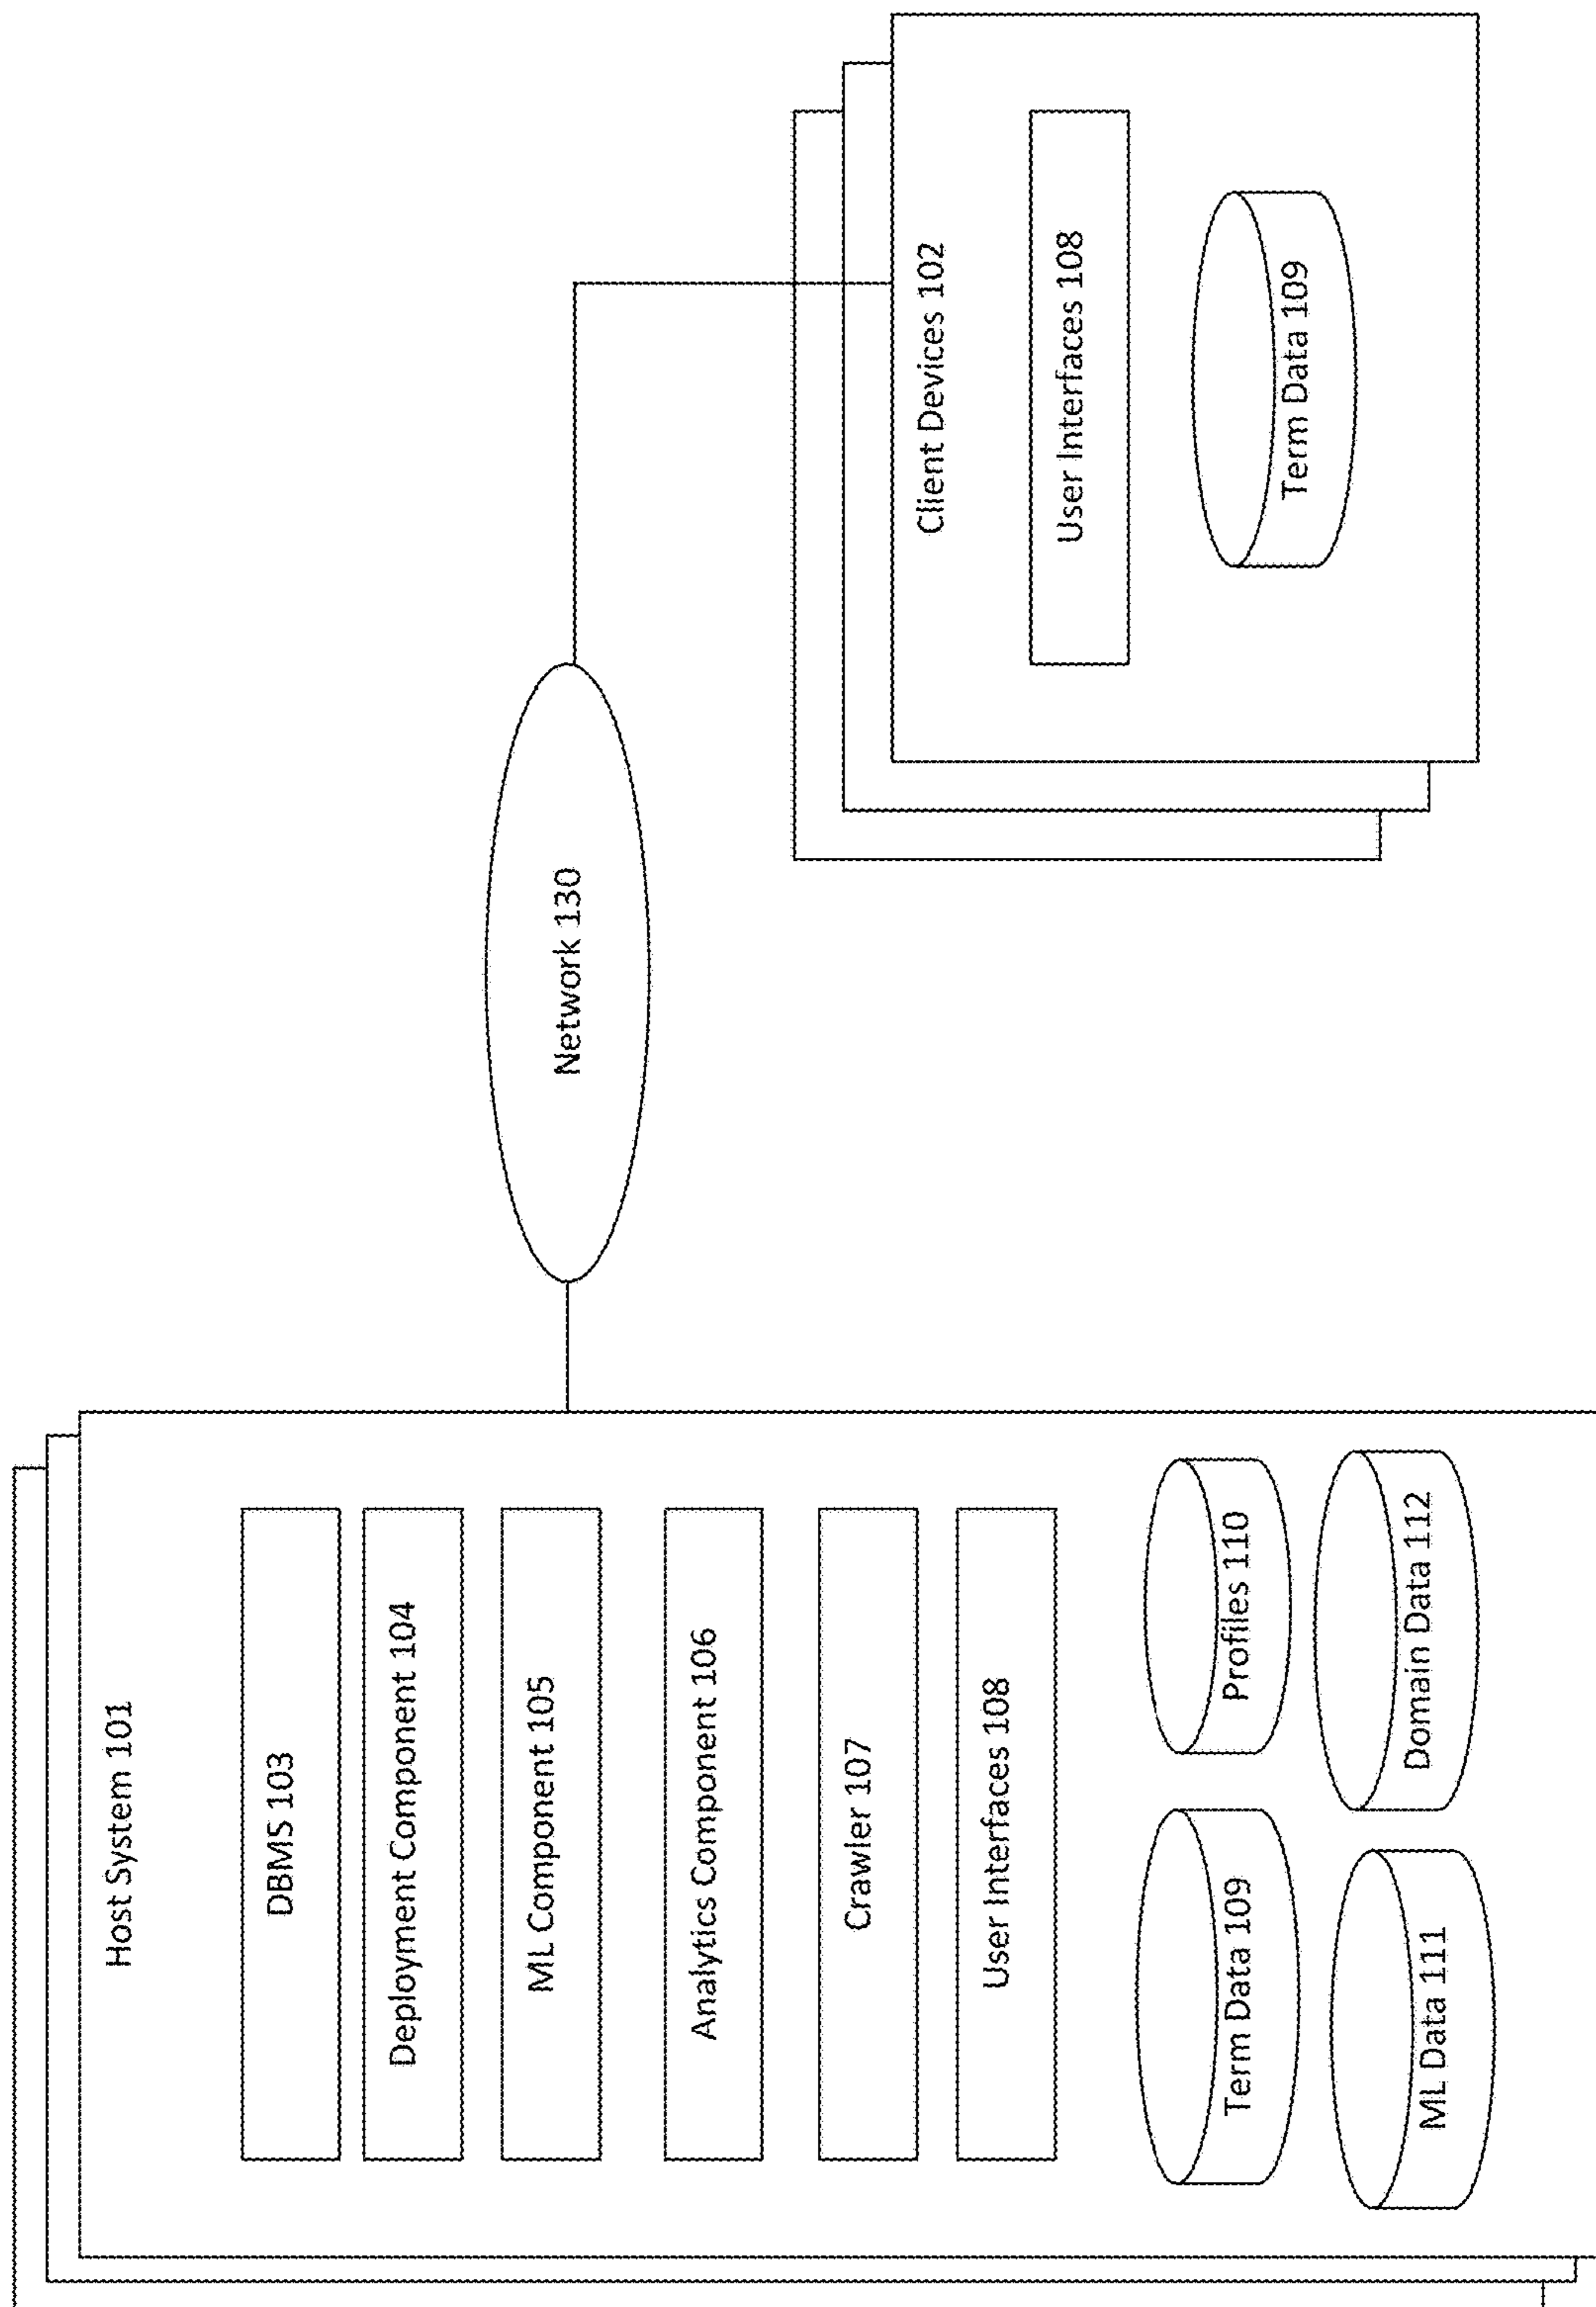 Host System 101
DBMS 103
Deployment Component 104
ML Component 105
Analytics Component 106
Crawler 107
User Interfaces 108
Term Data 109
Profiles 110
ML Data 111
Domain Data 112
Network 130
Client Devices 102
User Interfaces 108
Term Data 109